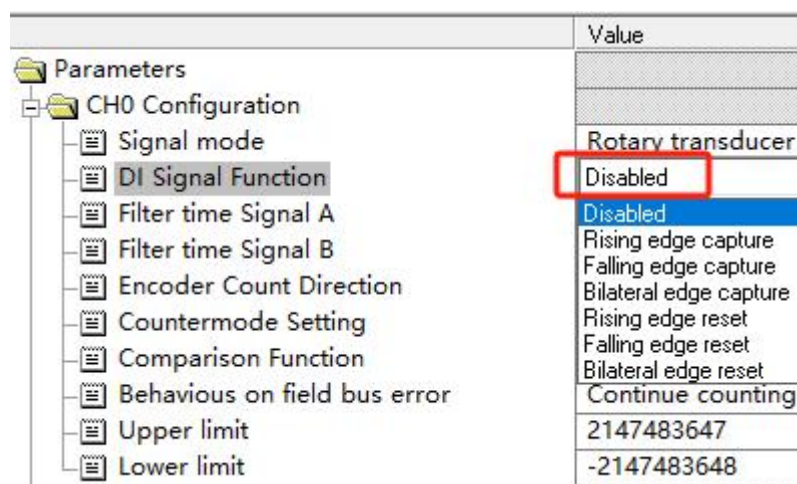 Value
Parameters
CH0 Configuration
Signal mode Rotary transducer
DI Signal Function Disabled
Disabled
Filter time Signal A Rising edge capture
Filter time Signal B Falling edge capture
Encoder Count Direction Bilateral edge capture
Countermode Setting Rising edge reset
Comparison Function Falling edge reset
Bilateral edge reset
Behavious on field bus error Continue counting
Upper limit 2147483647
Lower limit -2147483648